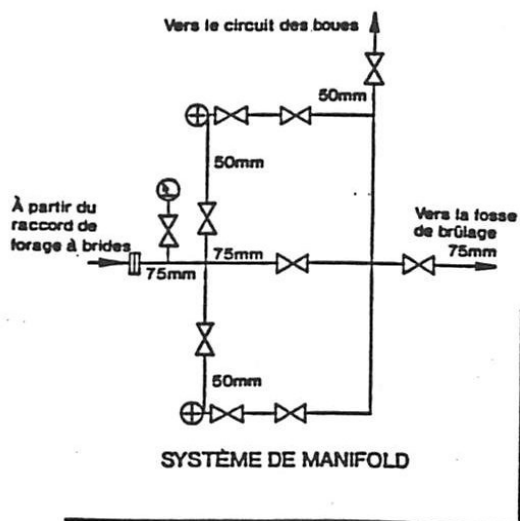 Vers le circuit des boues
50mm
50mm
À partir du
raccord de
forage à brides
75mm
75mm
Vers la fosse
de brûlage
75mm
50mm
SYSTÈME DE MANIFOLD